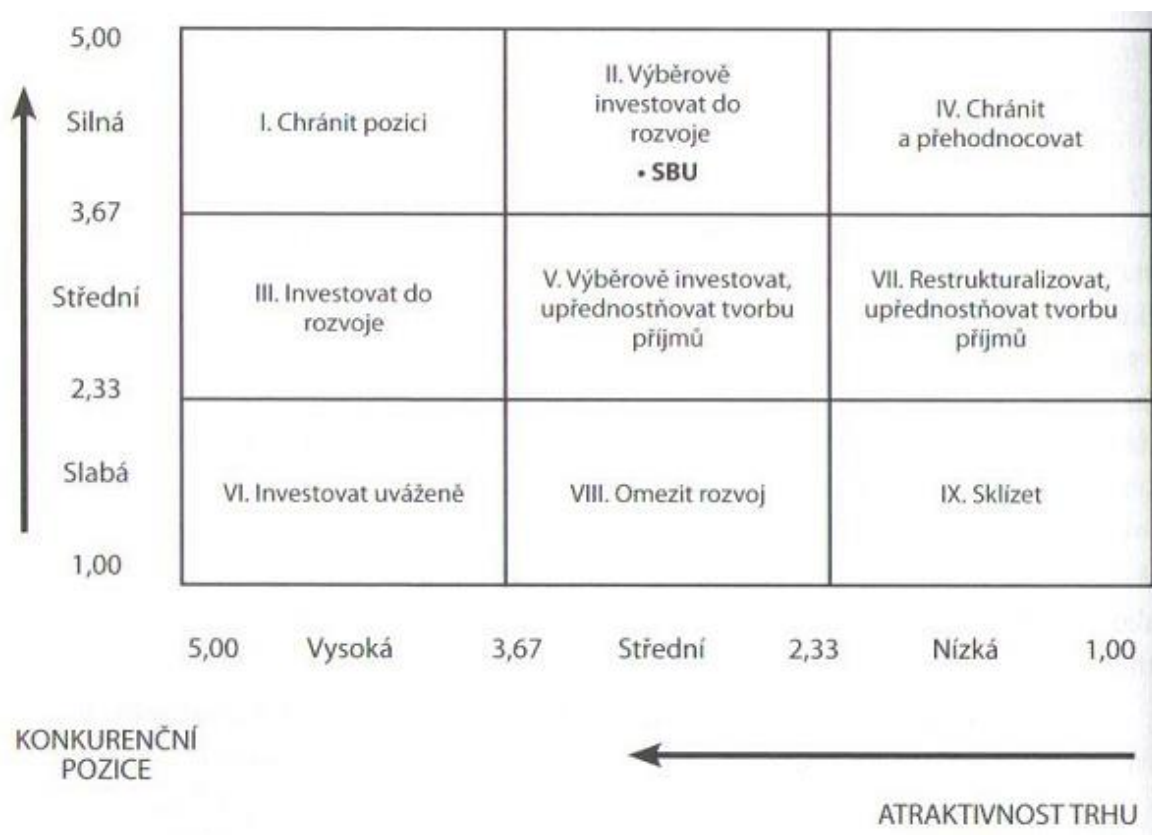 5,00
Silná
I. Chránit pozici
II. Výběrově
investovat do
rozvoje
• SBU
IV. Chránit
a přehodnocovat
3,67
Střední
III. Investovat do
rozvoje
V. Výběrově investovat,
upřednostňovat tvorbu
příjmů
VII. Restrukturalizovat,
upřednostňovat tvorbu
příjmů
2,33
Slabá
VI. Investovat uváženě
VIII. Omezit rozvoj
IX. Sklízet
1,00
5,00 Vysoká 3,67 Střední 2,33 Nízká 1,00
KONKURENČNÍ
POZICE
ATRAKTIVNOST TRHU